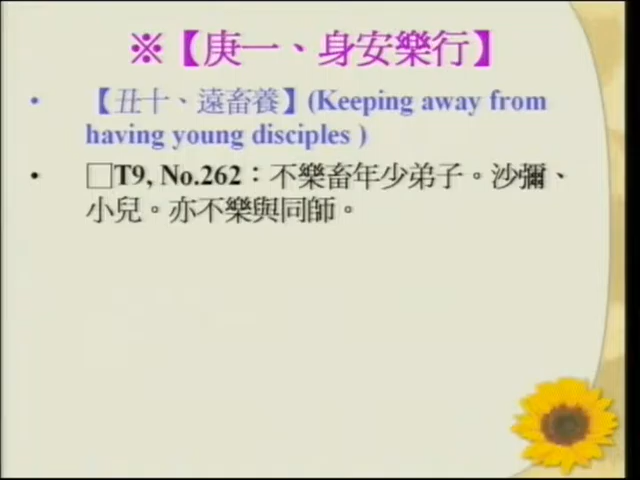 ※【庚一、身安樂行】
• 【丑十、遠畜養】(Keeping away from
having young disciples )
• □T9, No.262：不樂畜年少弟子。沙彌、
小兒。亦不樂與同師。